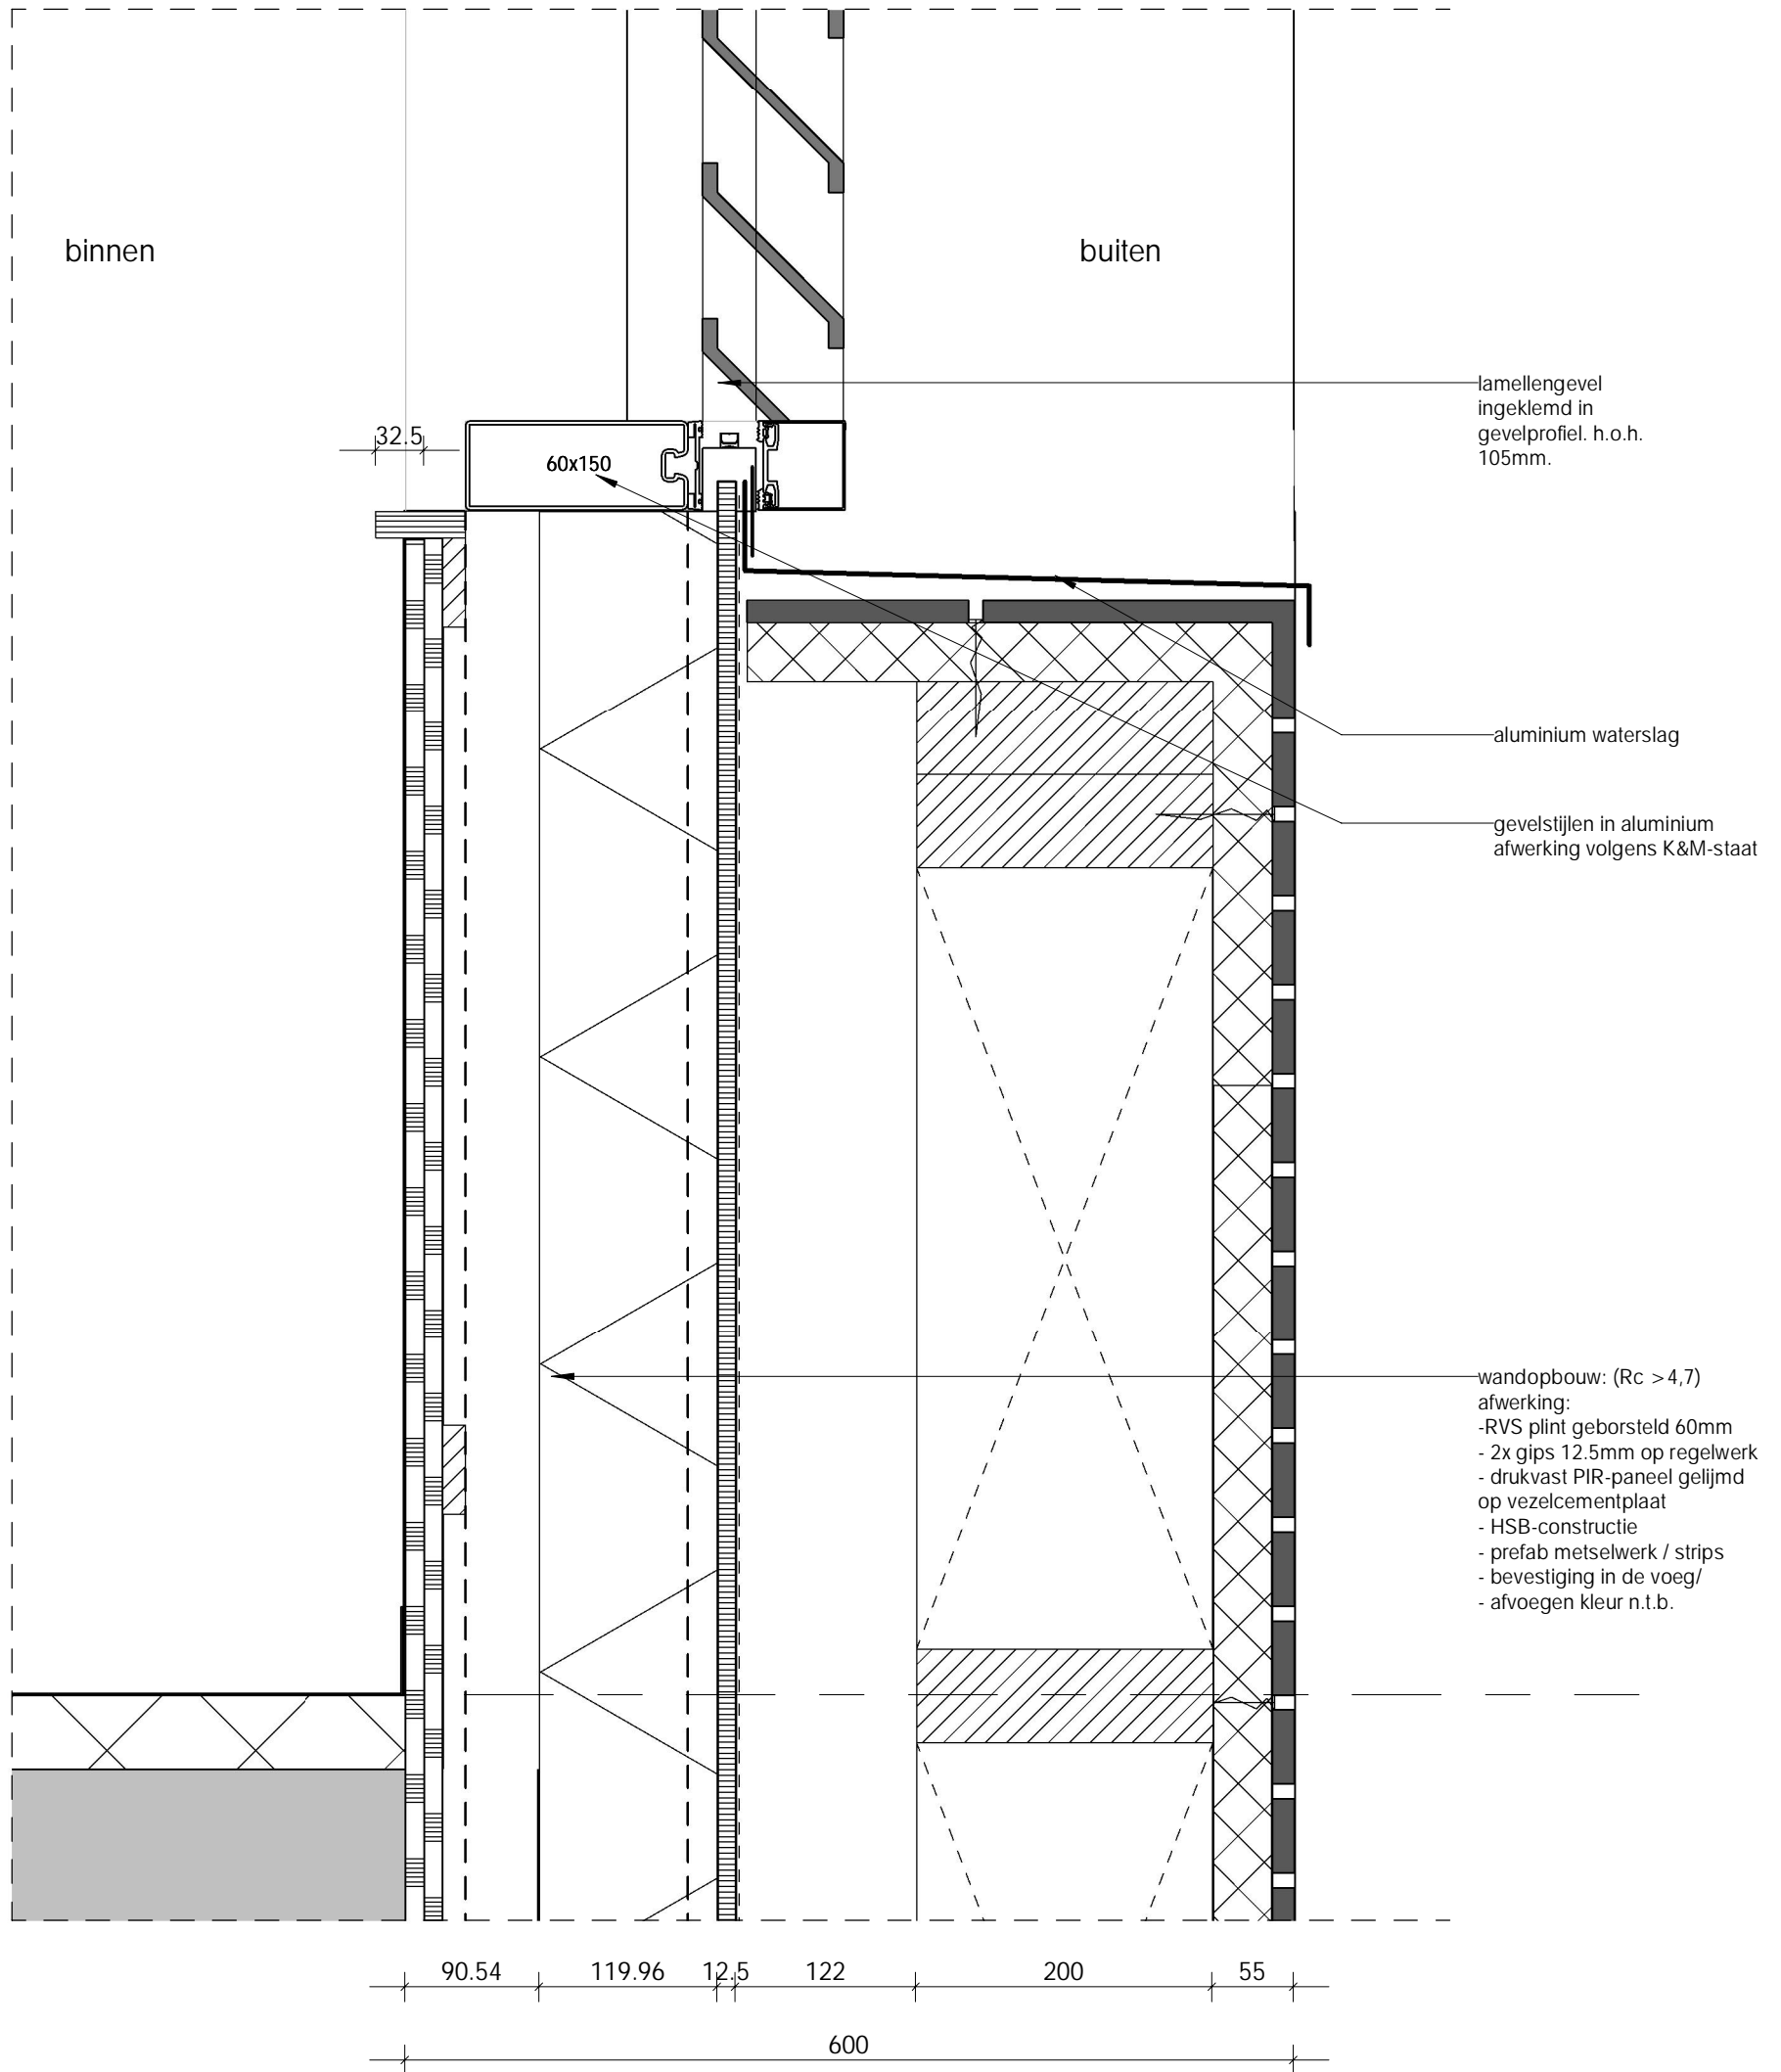 binnen
buiten
lamellengevel
ingeklemd in
gevelprofiel. h.o.h.
105mm.
32.5
60x150
aluminium waterslag
gevelstijlen in aluminium
afwerking volgens K&M-staat
wandopbouw: (Rc >4,7)
afwerking:
-RVS plint geborsteld 60mm
- 2x gips 12.5mm op regelwerk
- drukvast PIR-paneel gelijmd
op vezelcementplaat
- HSB-constructie
- prefab metselwerk / strips
- bevestiging in de voeg/
- afvoegen kleur n.t.b.
90.54 119.96 12.5 122 200 55
600